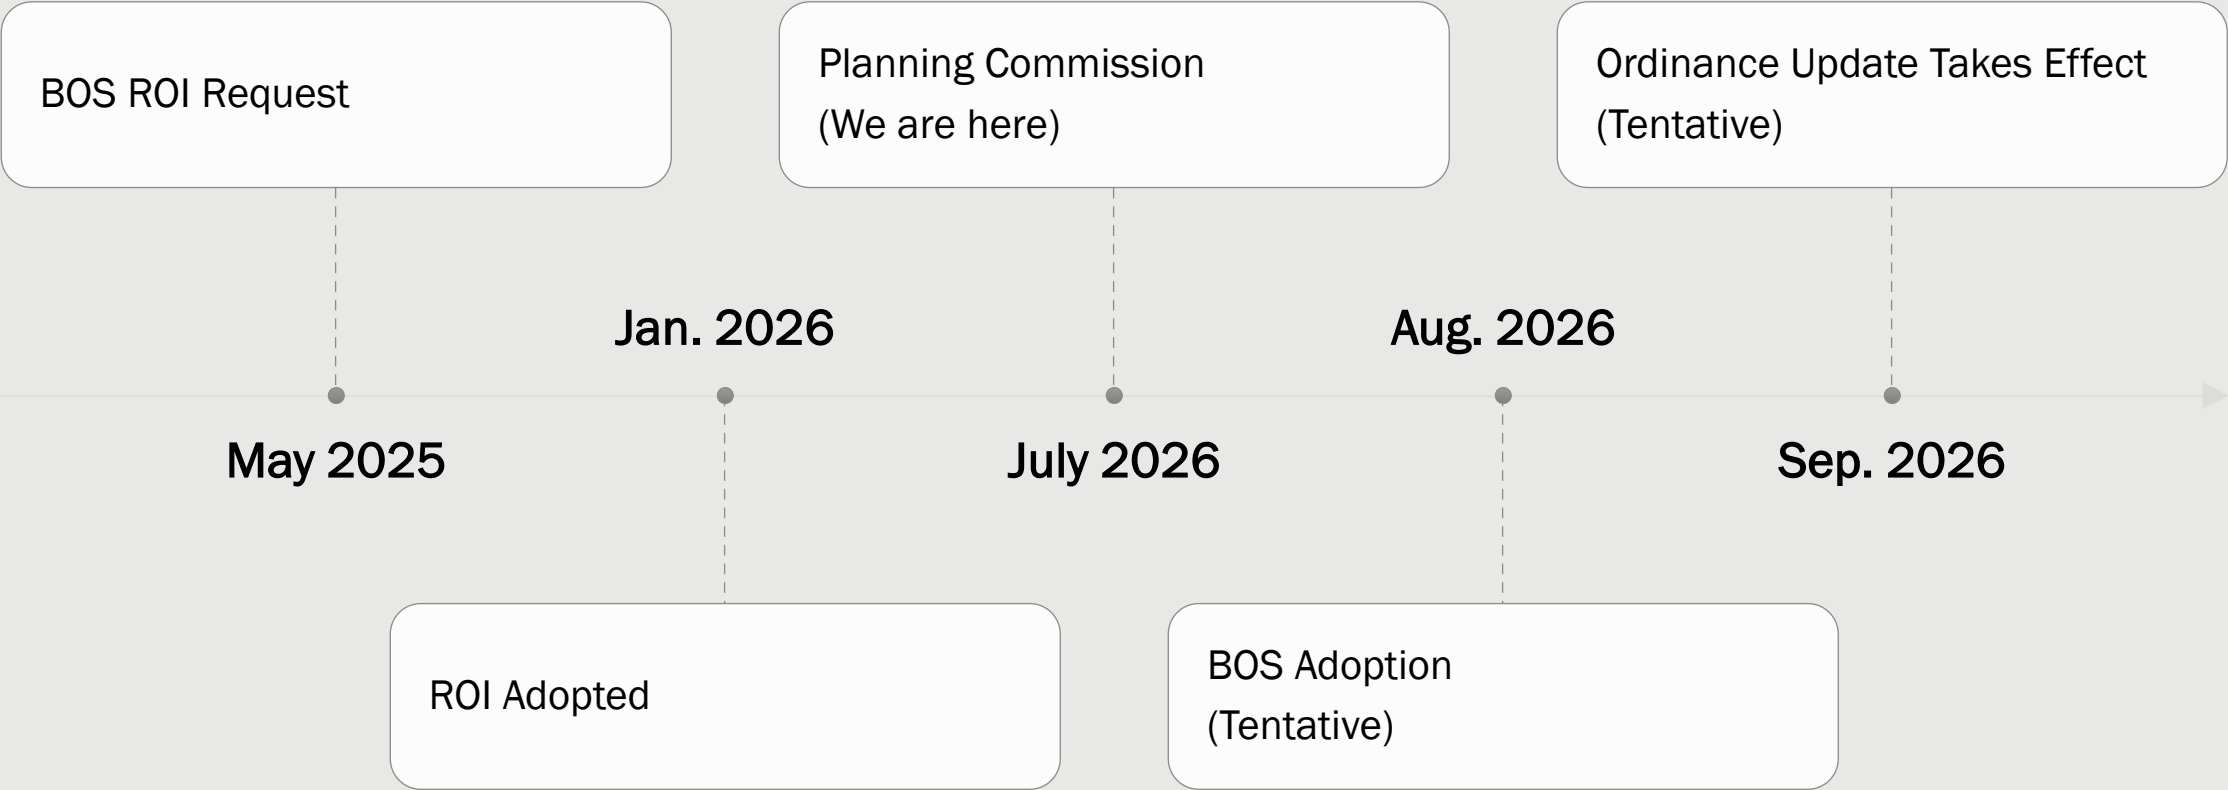 BOS ROI Request
Planning Commission
(We are here)
Ordinance Update Takes Effect
(Tentative)
Jan. 2026
Aug. 2026
May 2025
July 2026
Sep. 2026
ROI Adopted
BOS Adoption
(Tentative)